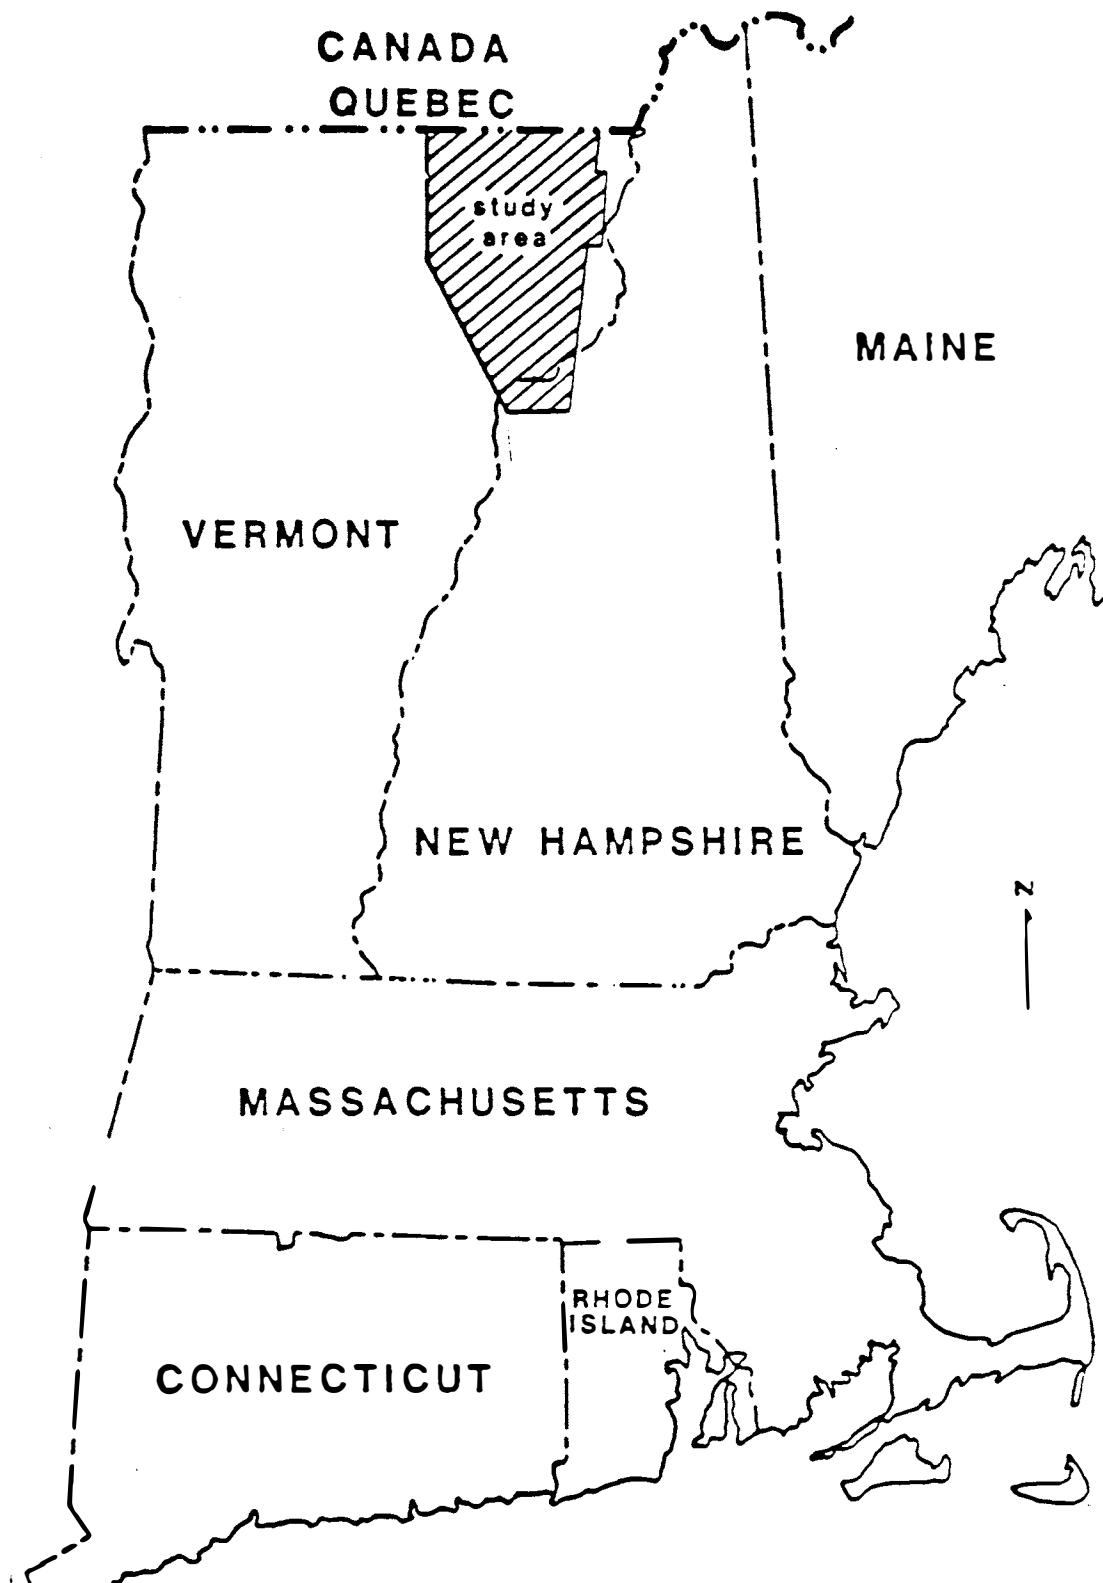 CANADA
QUEBEC
study
area
MAINE
VERMONT
NEW HAMPSHIRE
N
MASSACHUSETTS
RHODE
ISLAND
CONNECTICUT